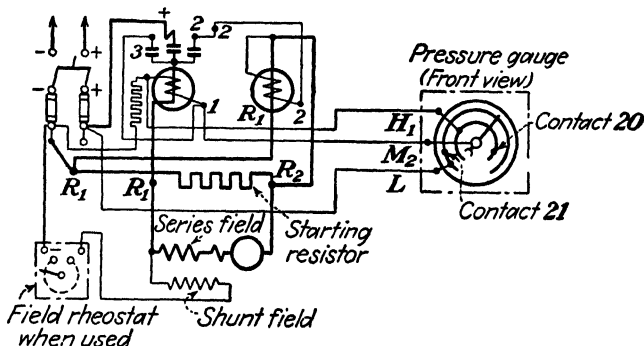 + 2
- + 3 2
- + 1 2
R1
Pressure gauge
(Front view)
H1
M2
L
Contact 20
Contact 21
R1 R1 R2
Series field
Starting
resistor
-
Field rheostat
when used
Shunt field